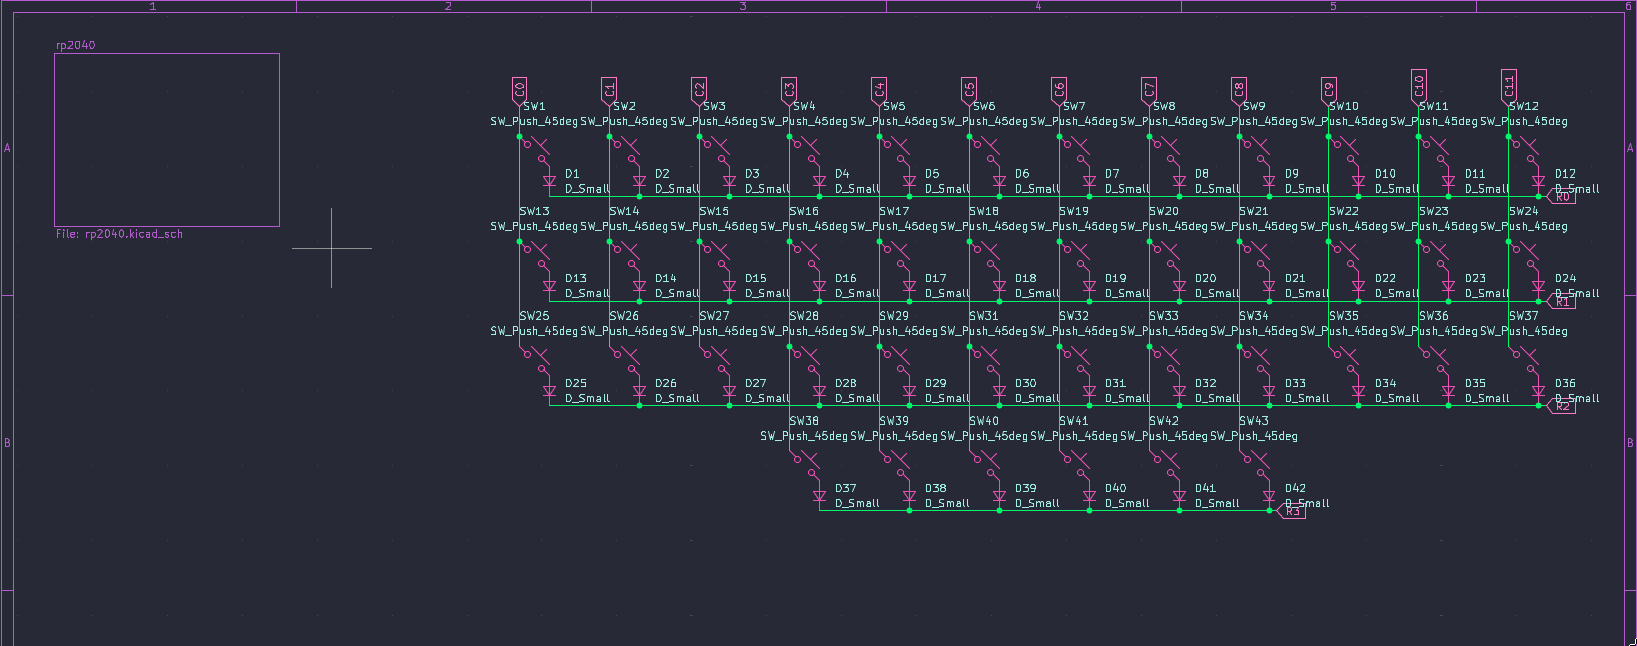 1 2 3 4 5 6
rp2040
C0 C1 C2 C3 C4 C5 C6 C7 C8 C9 C10 C11
SW1 SW2 SW3 SW4 SW5 SW6 SW7 SW8 SW9 SW10 SW11 SW12
SW_Push_45deg SW_Push_45deg SW_Push_45deg SW_Push_45deg SW_Push_45deg SW_Push_45deg SW_Push_45deg SW_Push_45deg SW_Push_45deg SW_Push_45deg SW_Push_45deg SW_Push_45deg
A A
D1 D2 D3 D4 D5 D6 D7 D8 D9 D10 D11 D12
D_Small D_Small D_Small D_Small D_Small D_Small D_Small D_Small D_Small D_Small D_Small D_Small
R0
SW13 SW14 SW15 SW16 SW17 SW18 SW19 SW20 SW21 SW22 SW23 SW24
SW_Push_45deg SW_Push_45deg SW_Push_45deg SW_Push_45deg SW_Push_45deg SW_Push_45deg SW_Push_45deg SW_Push_45deg SW_Push_45deg SW_Push_45deg SW_Push_45deg SW_Push_45deg
File: rp2040.kicad_sch
D13 D14 D15 D16 D17 D18 D19 D20 D21 D22 D23 D24
D_Small D_Small D_Small D_Small D_Small D_Small D_Small D_Small D_Small D_Small D_Small D_Small
R1
SW25 SW26 SW27 SW28 SW29 SW31 SW32 SW33 SW34 SW35 SW36 SW37
SW_Push_45deg SW_Push_45deg SW_Push_45deg SW_Push_45deg SW_Push_45deg SW_Push_45deg SW_Push_45deg SW_Push_45deg SW_Push_45deg SW_Push_45deg SW_Push_45deg SW_Push_45deg
D25 D26 D27 D28 D29 D30 D31 D32 D33 D34 D35 D36
D_Small D_Small D_Small D_Small D_Small D_Small D_Small D_Small D_Small D_Small D_Small D_Small
R2
SW38 SW39 SW40 SW41 SW42 SW43
SW_Push_45deg SW_Push_45deg SW_Push_45deg SW_Push_45deg SW_Push_45deg SW_Push_45deg
B B
D37 D38 D39 D40 D41 D42
D_Small D_Small D_Small D_Small D_Small D_Small
R3